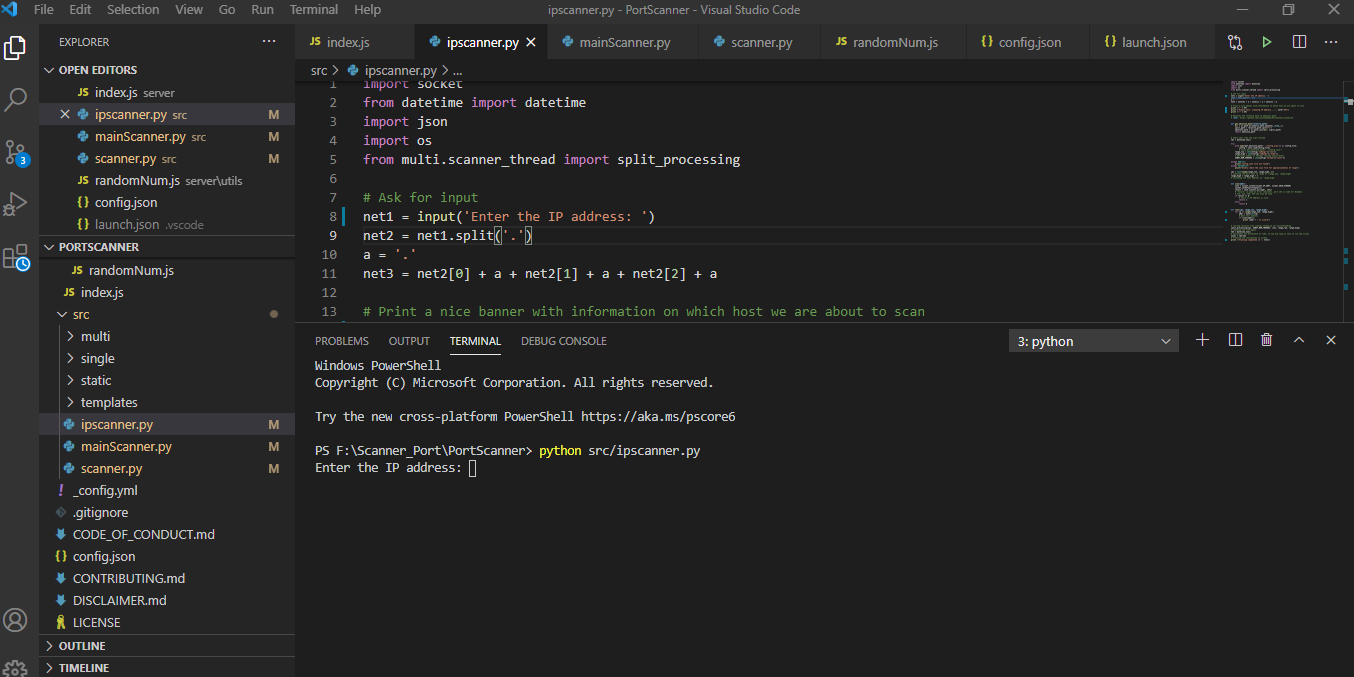 File Edit Selection View Go Run Terminal Help ipscanner.py - PortScanner - Visual Studio Code
EXPLORER
OPEN EDITORS
JS index.js server
ipscanner.py src M
mainScanner.py src M
scanner.py src M
JS randomNum.js server\utils
{} config.json
{} launch.json .vscode
PORTSCANNER
JS randomNum.js
JS index.js
src
multi
single
static
templates
ipscanner.py M
mainScanner.py M
scanner.py M
! _config.yml
.gitignore
CODE_OF_CONDUCT.md
{} config.json
CONTRIBUTING.md
DISCLAIMER.md
LICENSE
OUTLINE
TIMELINE
3
JS index.js ipscanner.py mainScanner.py scanner.py JS randomNum.js {} config.json {} launch.json
src > ipscanner.py > ...
1 import socket
2 from datetime import datetime
3 import json
4 import os
5 from multi.scanner_thread import split_processing
6
7 # Ask for input
8 net1 = input('Enter the IP address: ')
9 net2 = net1.split('.')
10 a = '.'
11 net3 = net2[0] + a + net2[1] + a + net2[2] + a
12
13 # Print a nice banner with information on which host we are about to scan
PROBLEMS OUTPUT TERMINAL DEBUG CONSOLE 3: python
Windows PowerShell
Copyright (C) Microsoft Corporation. All rights reserved.
Try the new cross-platform PowerShell https://aka.ms/pscore6
PS F:\Scanner_Port\PortScanner> python src/ipscanner.py
Enter the IP address: